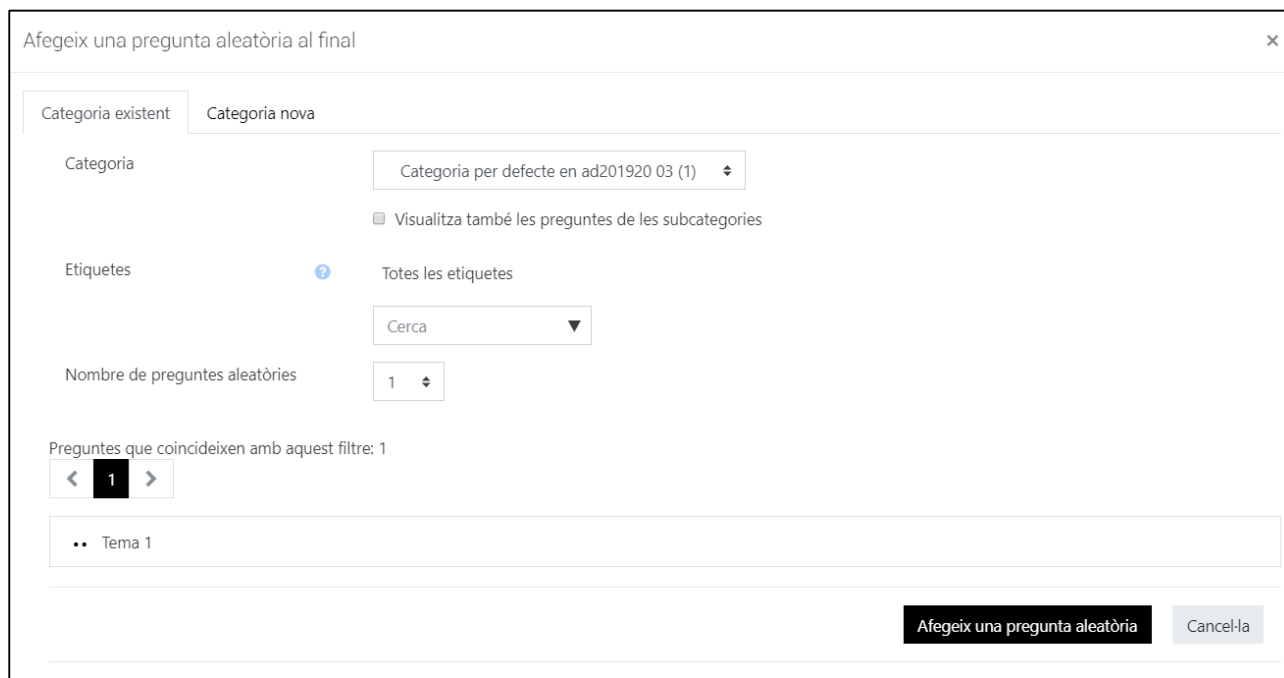 Afegeix una pregunta aleatòria al final
×
Categoria existent
Categoria nova
Categoria
Categoria per defecte en ad201920 03 (1)
Visualitza també les preguntes de les subcategories
Etiquetes
?
Totes les etiquetes
Cerca
Nombre de preguntes aleatòries
1
Preguntes que coincideixen amb aquest filtre: 1
1
Tema 1
Afegeix una pregunta aleatòria
Cancel·la